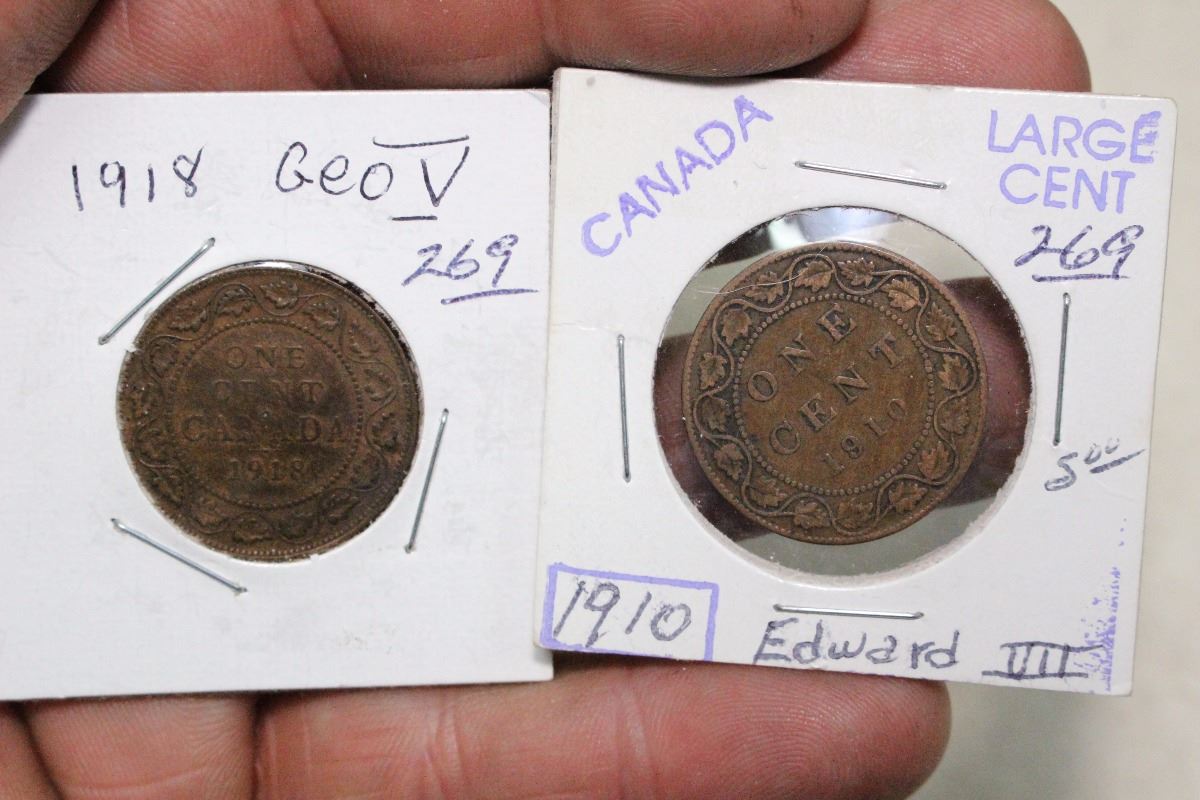 1918 Geo V
269
ONE
CENT
CANADA
1918
CANADA
LARGE
CENT
269
ONE
CENT
1910
5 00
1910
Edward VII